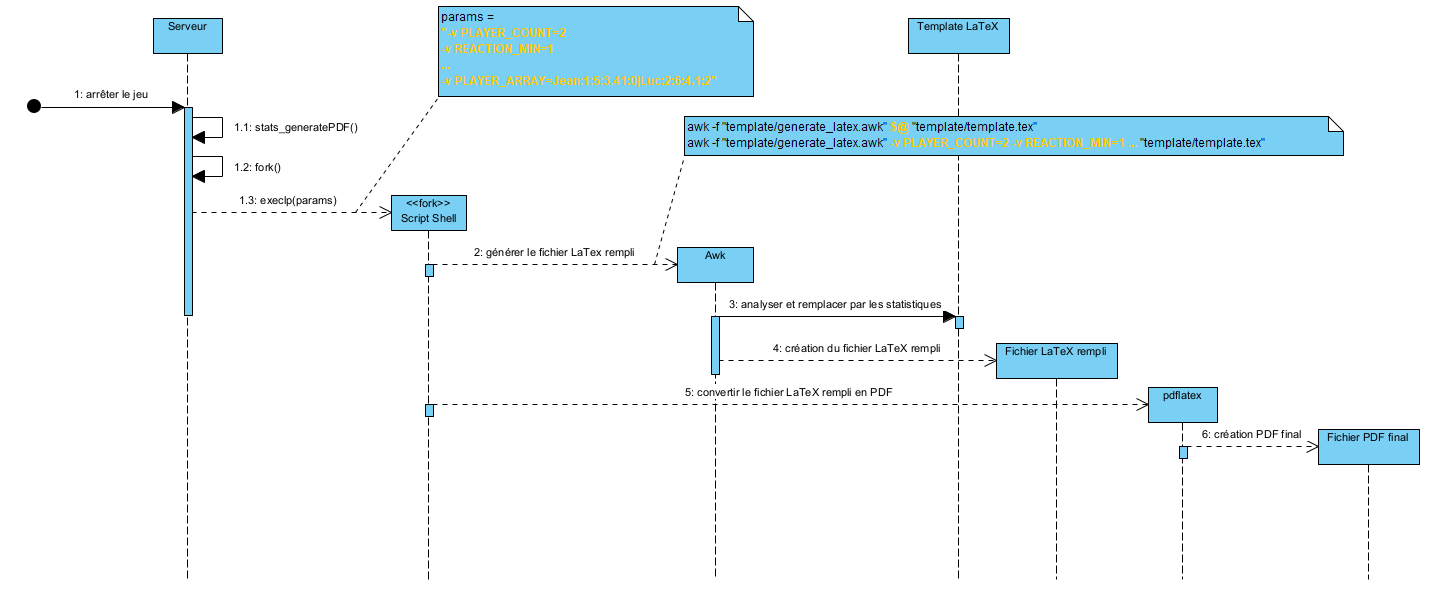 Serveur
params =
"-v PLAYER_COUNT=2
-v REACTION_MIN=1
...
-v PLAYER_ARRAY=Jean:1:5:3.41:0|Luc:2:6:4.1:2"
Template LaTeX
1: arrêter le jeu
1.1: stats_generatePDF()
awk -f "template/generate_latex.awk" $@ "template/template.tex"
awk -f "template/generate_latex.awk" -v PLAYER_COUNT=2 -v REACTION_MIN=1 ... "template/template.tex"
1.2: fork()
1.3: execlp(params)
<<fork>>
Script Shell
2: générer le fichier LaTex rempli
Awk
3: analyser et remplacer par les statistiques
4: création du fichier LaTeX rempli
Fichier LaTeX rempli
5: convertir le fichier LaTeX rempli en PDF
pdflatex
6: création PDF final
Fichier PDF final